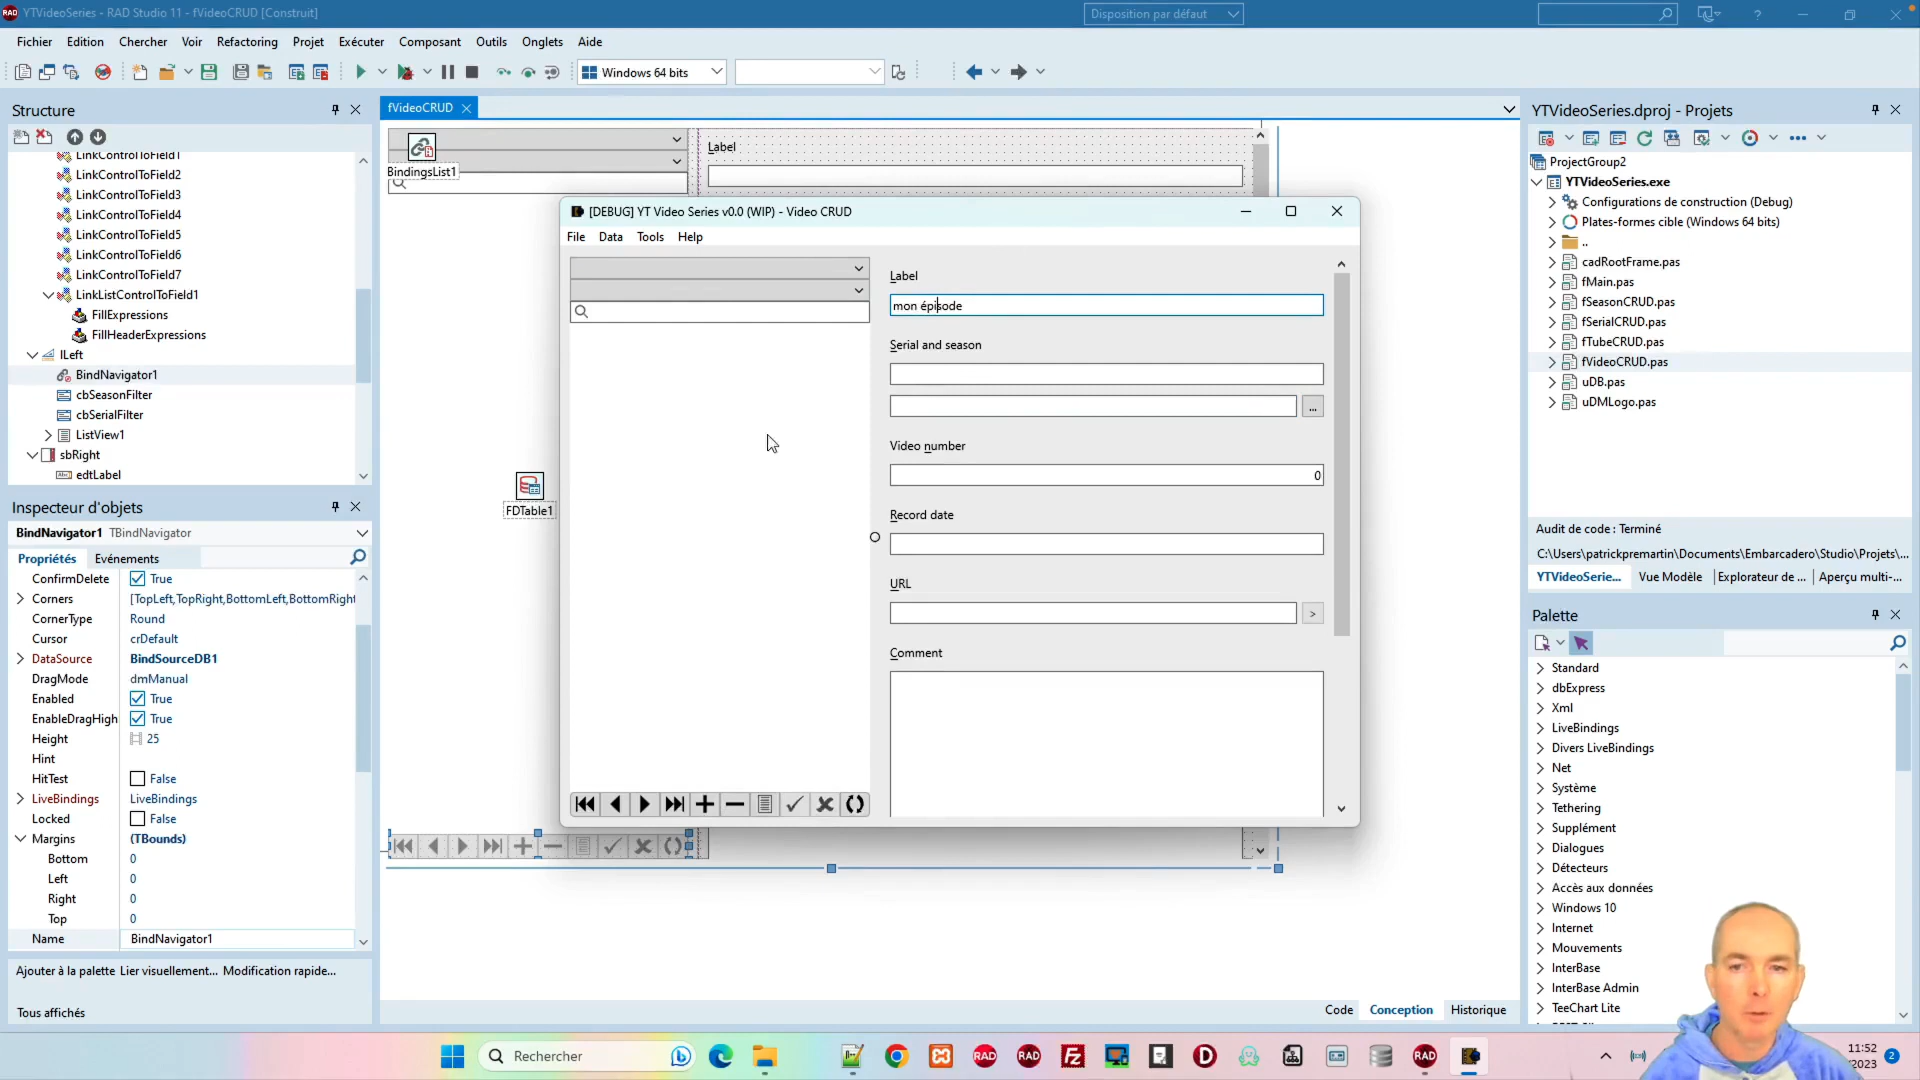 YTVideoSeries - RAD Studio 11 - fVideoCRUD [Construit]
Disposition par défaut
Fichier Edition Chercher Voir Refactoring Projet Exécuter Composant Outils Onglets Aide
Windows 64 bits
Structure
LinkControlToField1
LinkControlToField2
LinkControlToField3
LinkControlToField4
LinkControlToField5
LinkControlToField6
LinkControlToField7
LinkListControlToField1
FillExpressions
FillHeaderExpressions
lLeft
BindNavigator1
cbSeasonFilter
cbSerialFilter
ListView1
sbRight
edtLabel
Inspecteur d'objets
BindNavigator1 TBindNavigator
Propriétés Evénements
ConfirmDelete True
Corners [TopLeft,TopRight,BottomLeft,BottomRight
CornerType Round
Cursor crDefault
DataSource BindSourceDB1
DragMode dmManual
Enabled True
EnableDragHigh True
Height 25
Hint
HitTest False
LiveBindings LiveBindings
Locked False
Margins (TBounds)
Bottom 0
Left 0
Right 0
Top 0
Name BindNavigator1
Ajouter à la palette Lier visuellement... Modification rapide...
Tous affichés
fVideoCRUD
BindingsList1
Label
FDTable1
[DEBUG] YT Video Series v0.0 (WIP) - Video CRUD
File Data Tools Help
Label
mon épisode
Serial and season
...
Video number
0
Record date
URL
>
Comment
Code Conception Historique
YTVideoSeries.dproj - Projets
ProjectGroup2
YTVideoSeries.exe
Configurations de construction (Debug)
Plates-formes cible (Windows 64 bits)
..
cadRootFrame.pas
fMain.pas
fSeasonCRUD.pas
fSerialCRUD.pas
fTubeCRUD.pas
fVideoCRUD.pas
uDB.pas
uDMLogo.pas
Audit de code : Terminé
C:\Users\patrickpremartin\Documents\Embarcadero\Studio\Projets\...
YTVideoSerie... Vue Modèle Explorateur de ... Aperçu multi-...
Palette
Standard
dbExpress
Xml
LiveBindings
Divers LiveBindings
Net
Système
Tethering
Supplément
Dialogues
Détecteurs
Accès aux données
Windows 10
Internet
Mouvements
InterBase
InterBase Admin
TeeChart Lite
Rechercher
RAD RAD RAD
11:52
2023
2